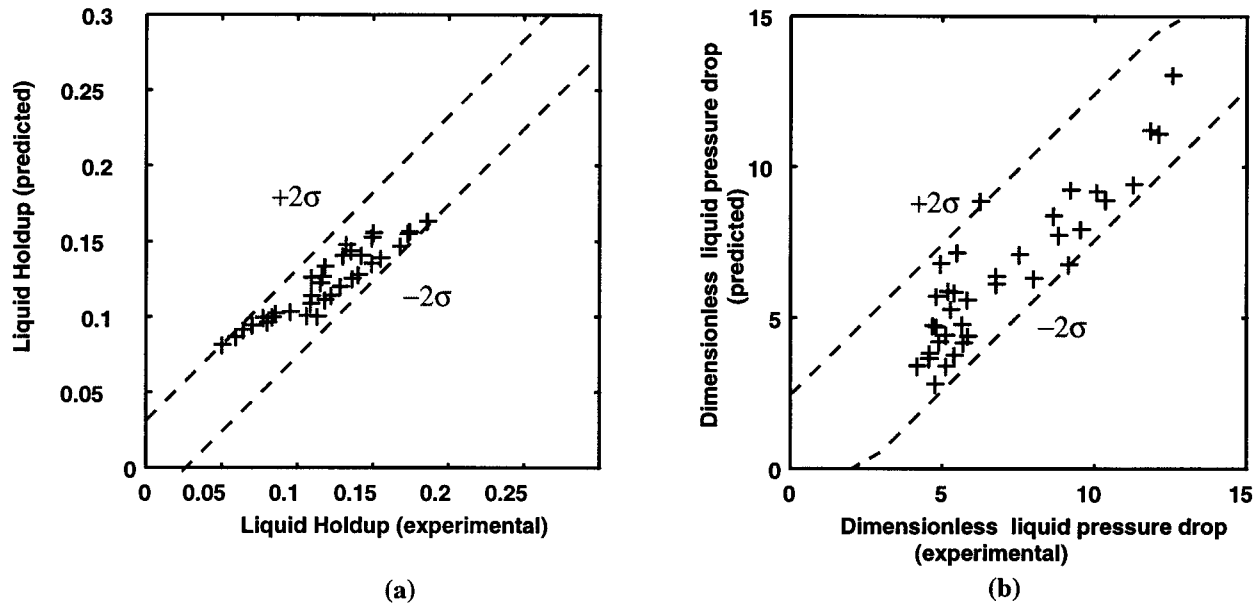 0.3
0.25
0.2
0.15
0.1
0.05
0
Liquid Holdup (predicted)
+2σ
−2σ
0
0.05
0.1
0.15
0.2
0.25
Liquid Holdup (experimental)
(a)
15
10
5
0
Dimensionless liquid pressure drop
(predicted)
+2σ
−2σ
0
5
10
15
Dimensionless liquid pressure drop
(experimental)
(b)